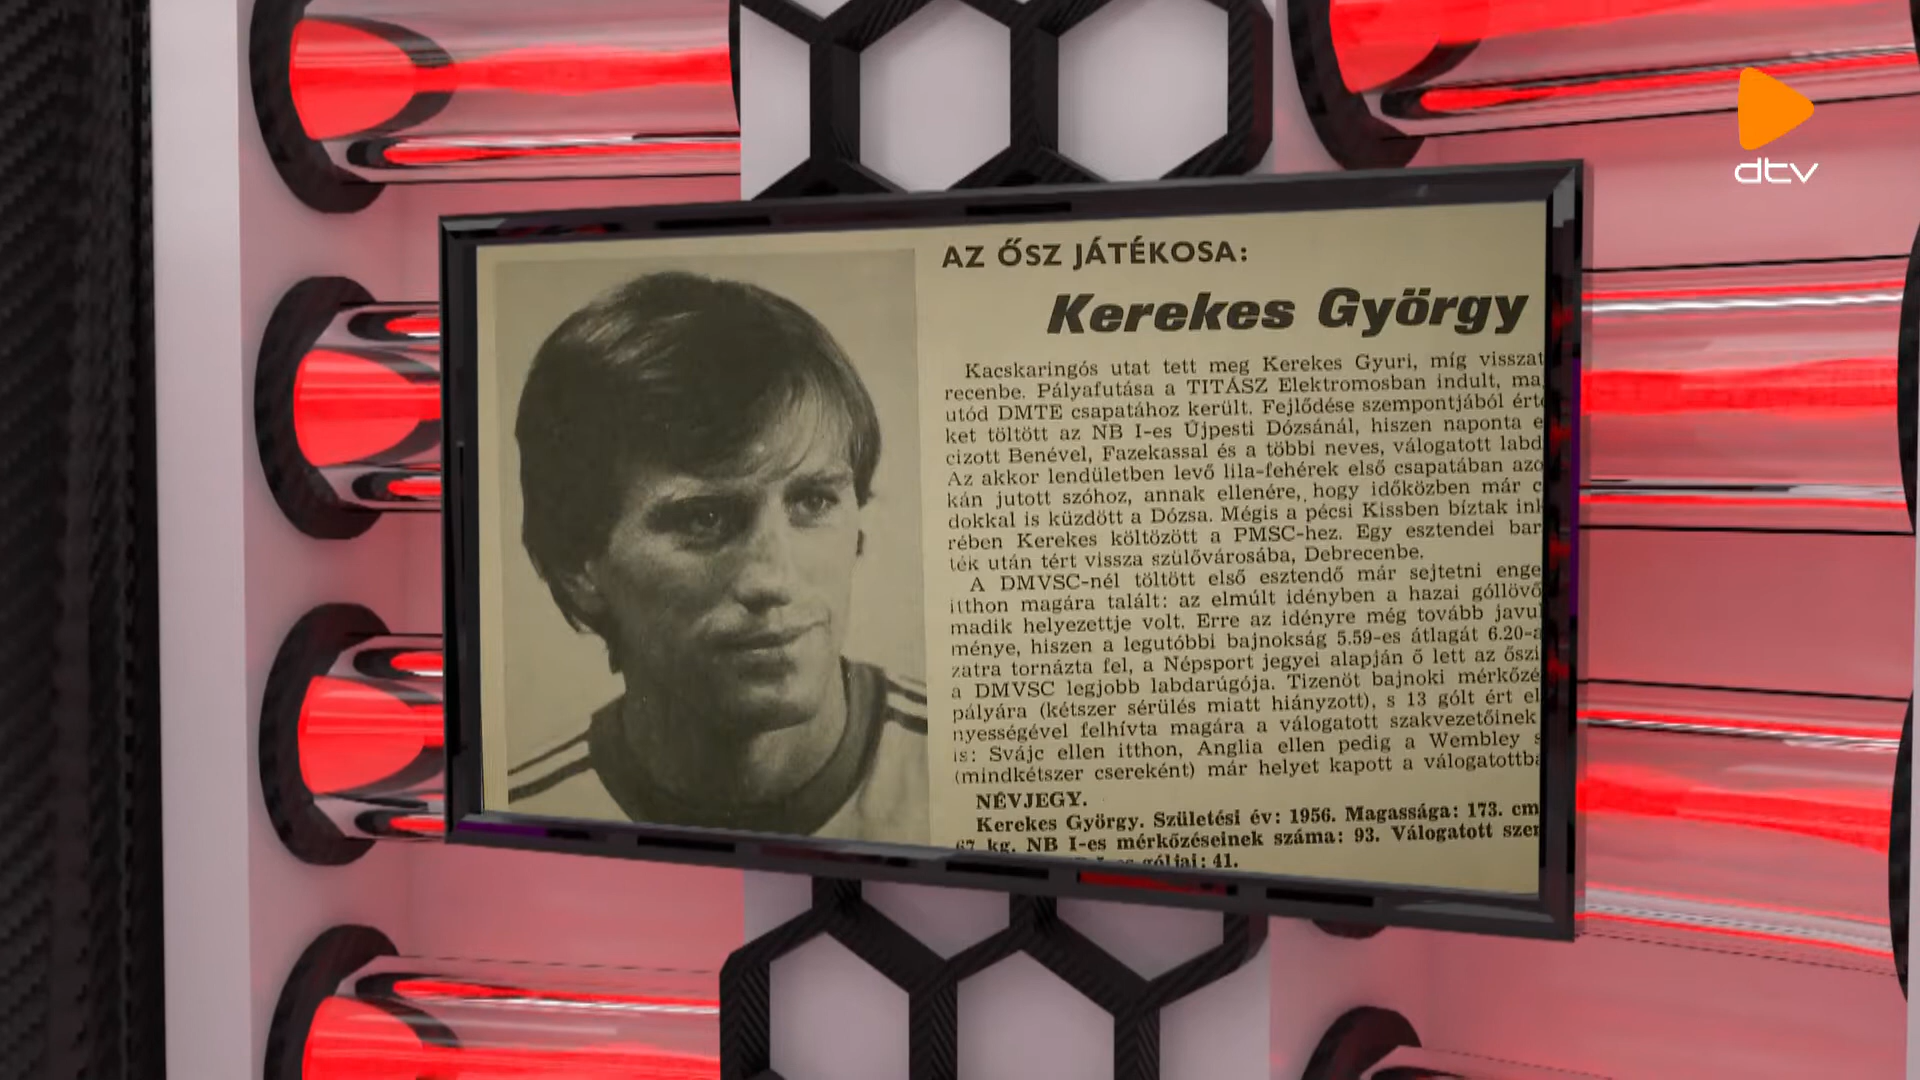 dtv
AZ ŐSZ JÁTÉKOSA:
Kerekes György
Kacskaringós utat tett meg Kerekes Gyuri, míg visszat
recenbe. Pályafutása a TITÁSZ Elektromosban indult, ma
utód DMTE csapatához került. Fejlődése szempontjából érté
ket töltött az NB I-es Újpesti Dózsánál, hiszen naponta e
cizott Benével, Fazekassal és a többi neves, válogatott labd
Az akkor lendületben levő lila-fehérek első csapatában azo
kán jutott szóhoz, annak ellenére, hogy időközben már c
dokkal is küzdött a Dózsa. Mégis a pécsi Kissben bíztak ink
rében Kerekes költözött a PMSC-hez. Egy esztendei bar
ték után tért vissza szülővárosába, Debrecenbe.
A DMVSC-nél töltött első esztendő már sejtetni enge
itthon magára talált: az elmúlt idényben a hazai góllövő
madik helyezettje volt. Erre az idényre még tovább javul
ménye, hiszen a legutóbbi bajnokság 5.59-es átlagát 6.20-a
zatra tornázta fel, a Népsport jegyei alapján ő lett az őszi
a DMVSC legjobb labdarúgója. Tizenöt bajnoki mérkőzé
pályára (kétszer sérülés miatt hiányzott), s 13 gólt ért el
nyességével felhívta magára a válogatott szakvezetőinek
is: Svájc ellen itthon, Anglia ellen pedig a Wembley s
(mindkétszer csereként) már helyet kapott a válogatottba
NÉVJEGY.
Kerekes György. Születési év: 1956. Magassága: 173. cm
67 kg. NB I-es mérkőzéseinek száma: 93. Válogatott szer
góljai: 41.